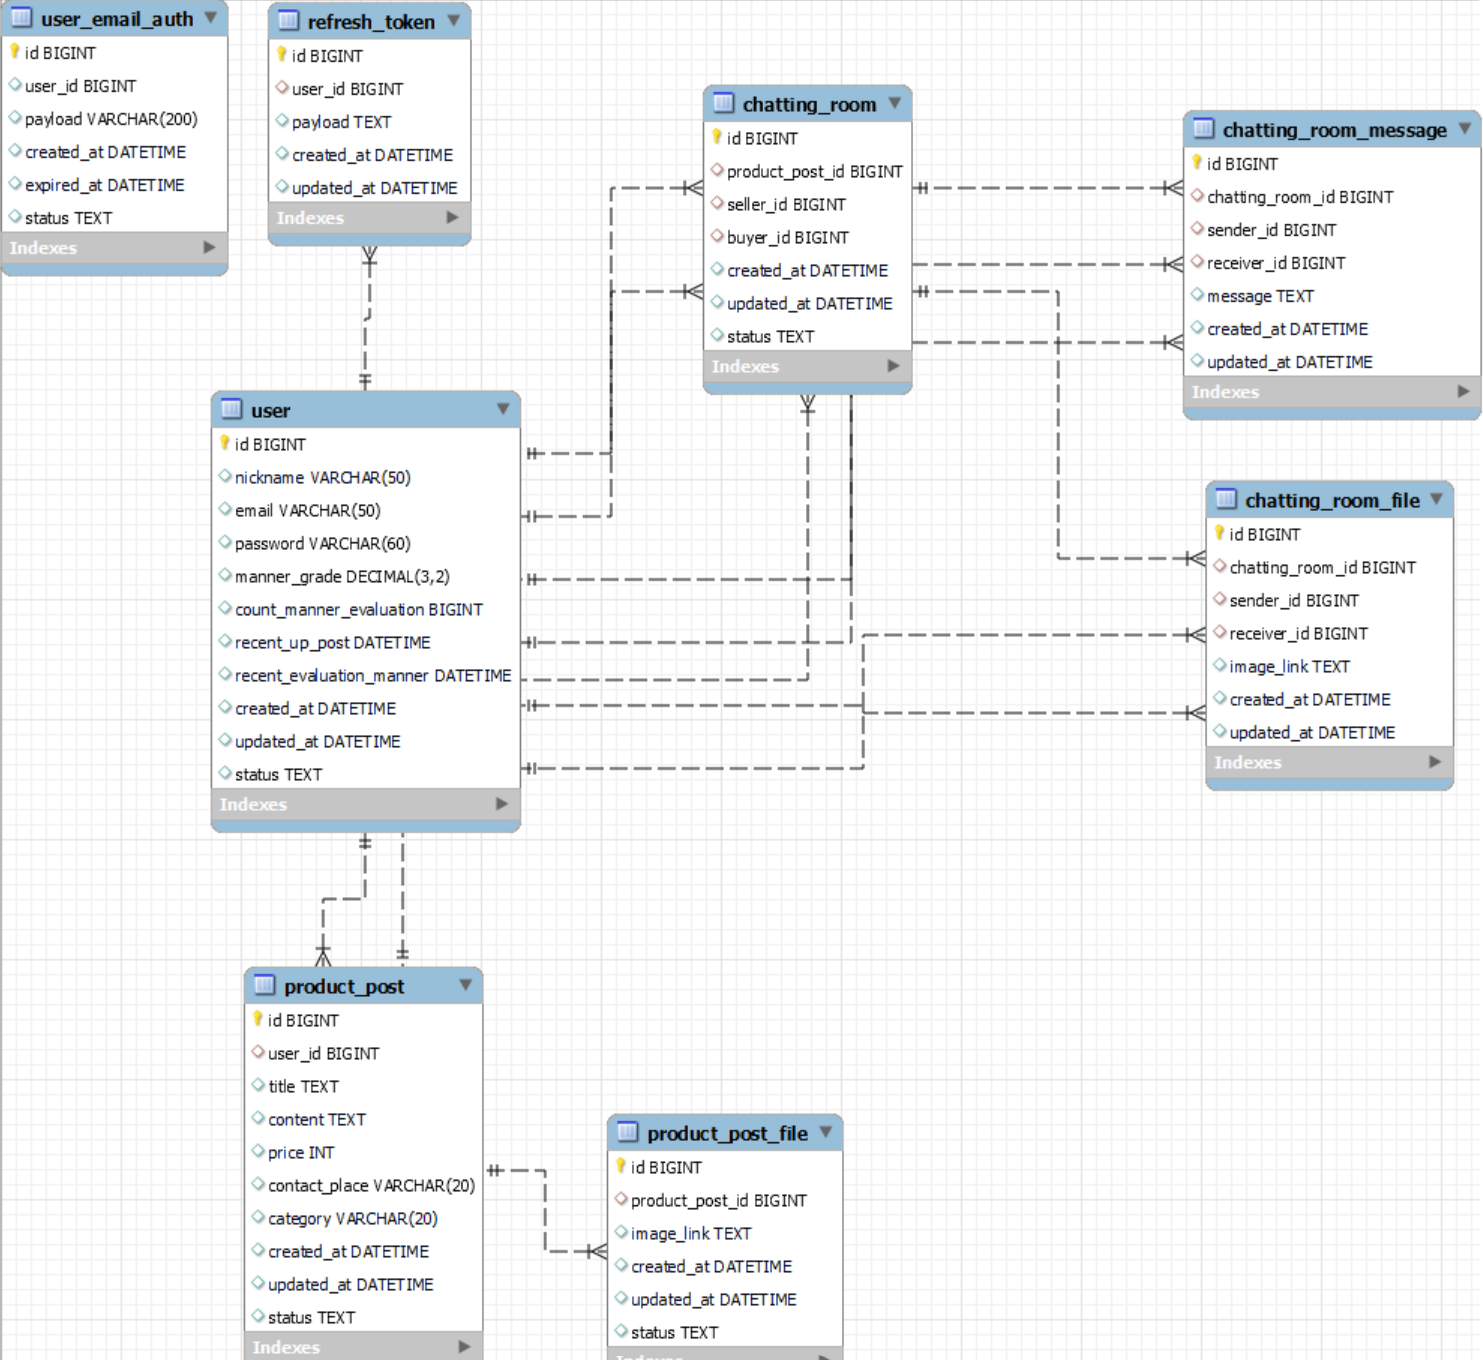 user_email_auth
id BIGINT
user_id BIGINT
payload VARCHAR(200)
created_at DATETIME
expired_at DATETIME
status TEXT
Indexes
refresh_token
id BIGINT
user_id BIGINT
payload TEXT
created_at DATETIME
updated_at DATETIME
Indexes
chatting_room
id BIGINT
product_post_id BIGINT
seller_id BIGINT
buyer_id BIGINT
created_at DATETIME
updated_at DATETIME
status TEXT
Indexes
chatting_room_message
id BIGINT
chatting_room_id BIGINT
sender_id BIGINT
receiver_id BIGINT
message TEXT
created_at DATETIME
updated_at DATETIME
Indexes
user
id BIGINT
nickname VARCHAR(50)
email VARCHAR(50)
password VARCHAR(60)
manner_grade DECIMAL(3,2)
count_manner_evaluation BIGINT
recent_up_post DATETIME
recent_evaluation_manner DATETIME
created_at DATETIME
updated_at DATETIME
status TEXT
Indexes
chatting_room_file
id BIGINT
chatting_room_id BIGINT
sender_id BIGINT
receiver_id BIGINT
image_link TEXT
created_at DATETIME
updated_at DATETIME
Indexes
product_post
id BIGINT
user_id BIGINT
title TEXT
content TEXT
price INT
contact_place VARCHAR(20)
category VARCHAR(20)
created_at DATETIME
updated_at DATETIME
status TEXT
Indexes
product_post_file
id BIGINT
product_post_id BIGINT
image_link TEXT
created_at DATETIME
updated_at DATETIME
status TEXT
Indexes